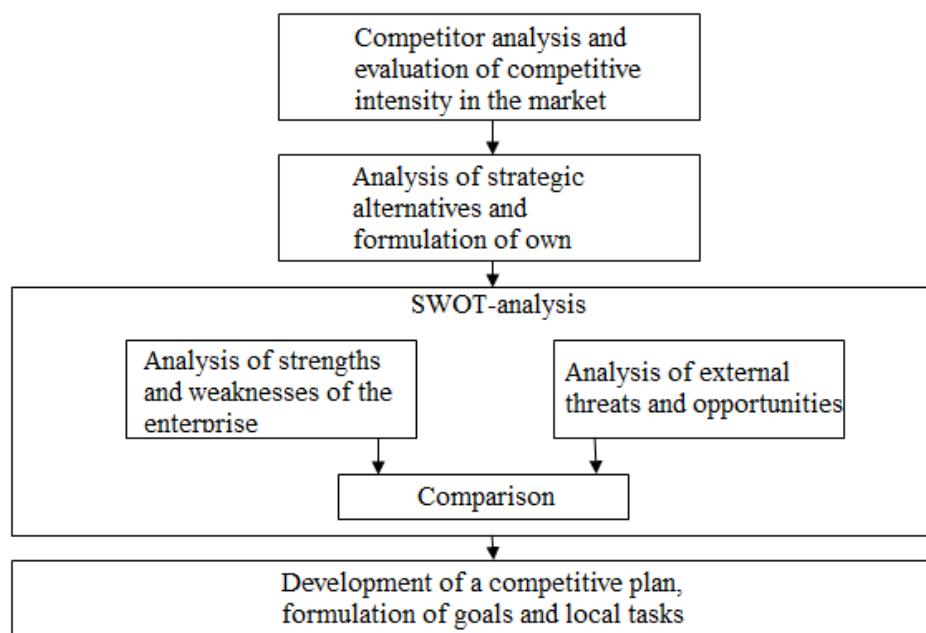 Competitor analysis and
evaluation of competitive
intensity in the market
Analysis of strategic
alternatives and
formulation of own
SWOT-analysis
Analysis of strengths
and weaknesses of the
enterprise
Analysis of external
threats and opportunities
Comparison
Development of a competitive plan,
formulation of goals and local tasks